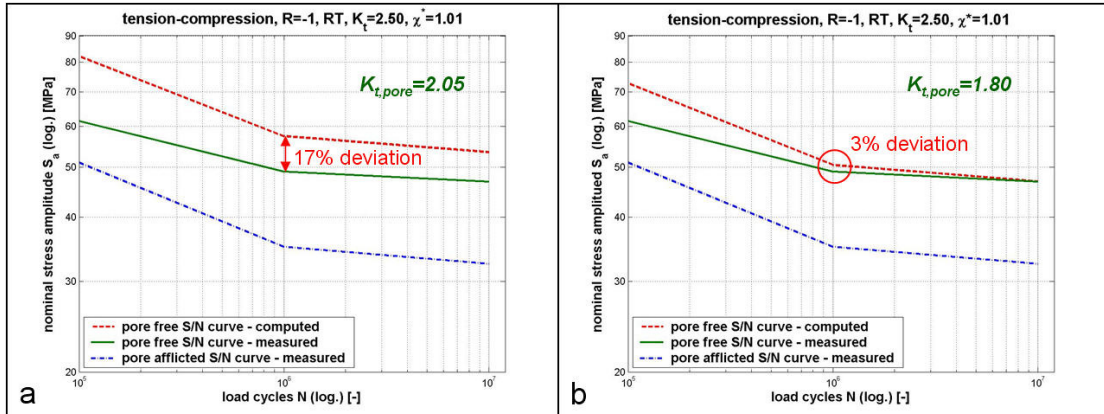 tension-compression, R=-1, RT, Kt=2.50, χ*=1.01
nominal stress amplitude Sa (log.) [MPa]
90
80
70
60
50
40
30
20
Kt,pore=2.05
17% deviation
pore free S/N curve - computed
pore free S/N curve - measured
pore afflicted S/N curve - measured
10^5
10^6
10^7
load cycles N (log.) [-]
a
tension-compression, R=-1, RT, Kt=2.50, χ*=1.01
nominal stress amplitued Sa (log.) [MPa]
90
80
70
60
50
40
30
20
Kt,pore=1.80
3% deviation
pore free S/N curve - computed
pore free S/N curve - measured
pore afflicted S/N curve - measured
10^5
10^6
10^7
load cycles N (log.) [-]
b